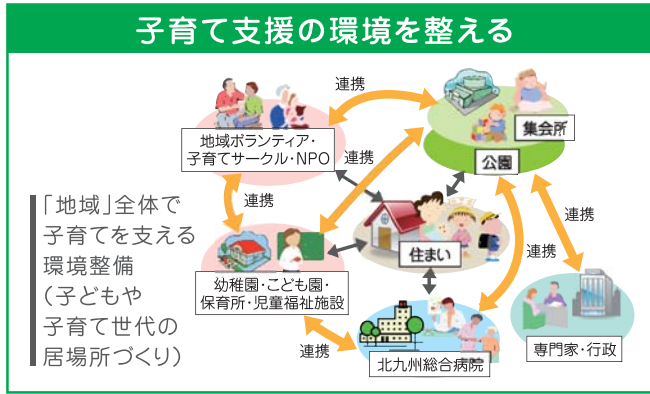 子育て支援の環境を整える
連携
集会所
公園
地域ボランティア・
子育てサークル・NPO
連携
連携
「地域」全体で
子育てを支える
環境整備
（子どもや
子育て世代の
居場所づくり）
住まい
連携
連携
幼稚園・こども園・
保育所・児童福祉施設
連携
北九州総合病院
専門家・行政